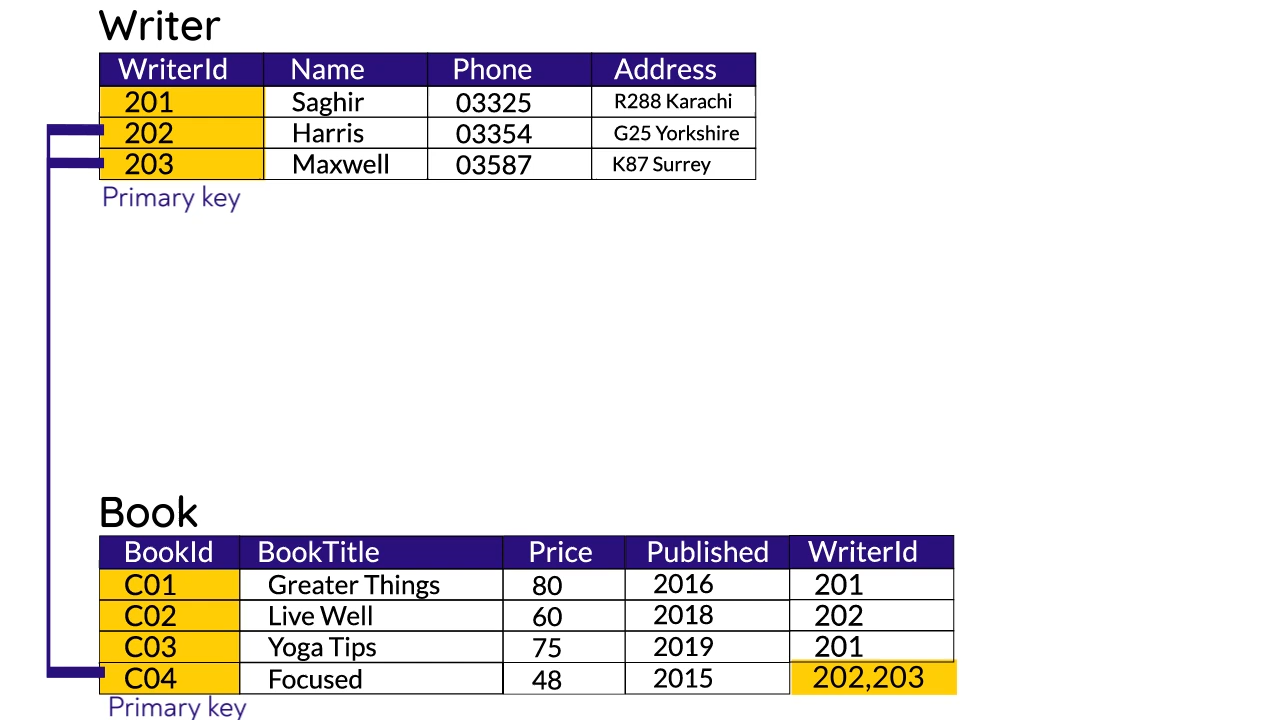 Writer
WriterId Name Phone Address
201 Saghir 03325 R288 Karachi
202 Harris 03354 G25 Yorkshire
203 Maxwell 03587 K87 Surrey
Primary key
Book
BookId BookTitle Price Published WriterId
C01 Greater Things 80 2016 201
C02 Live Well 60 2018 202
C03 Yoga Tips 75 2019 201
C04 Focused 48 2015 202,203
Primary key